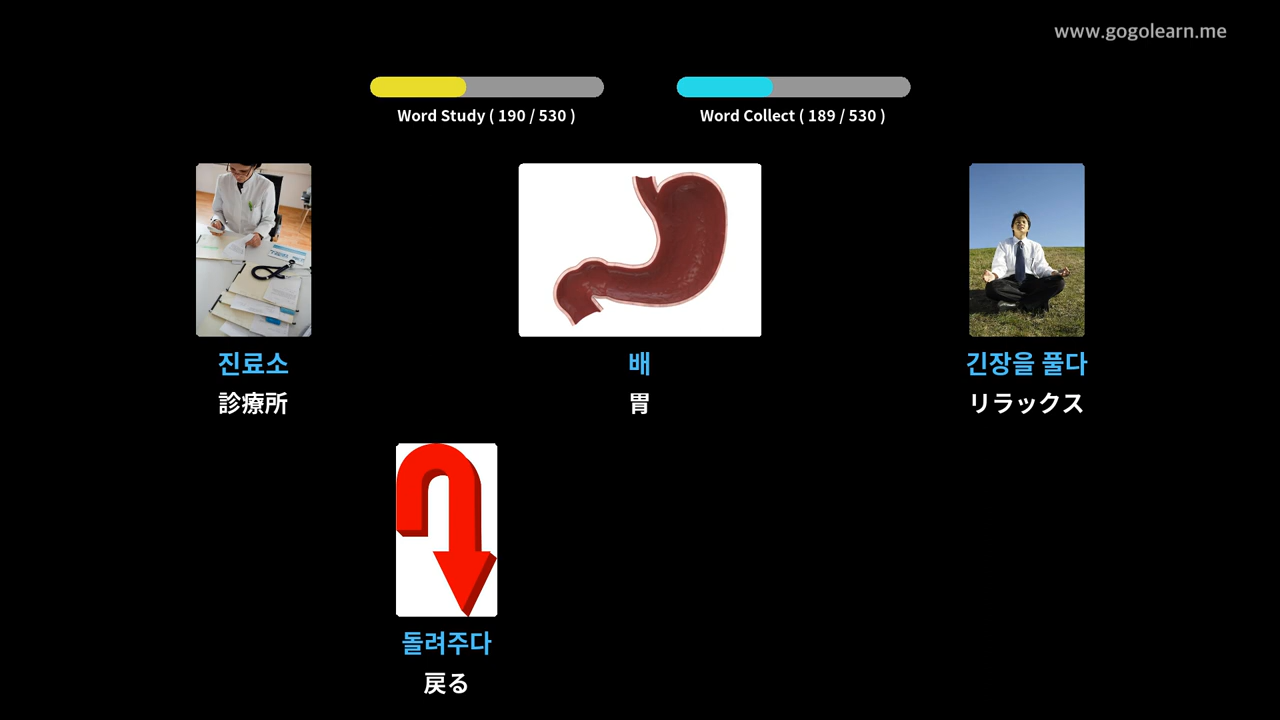 www.gogolearn.me
Word Study ( 190 / 530 )
Word Collect ( 189 / 530 )
진료소
診療所
배
胃
긴장을 풀다
リラックス
돌려주다
戻る